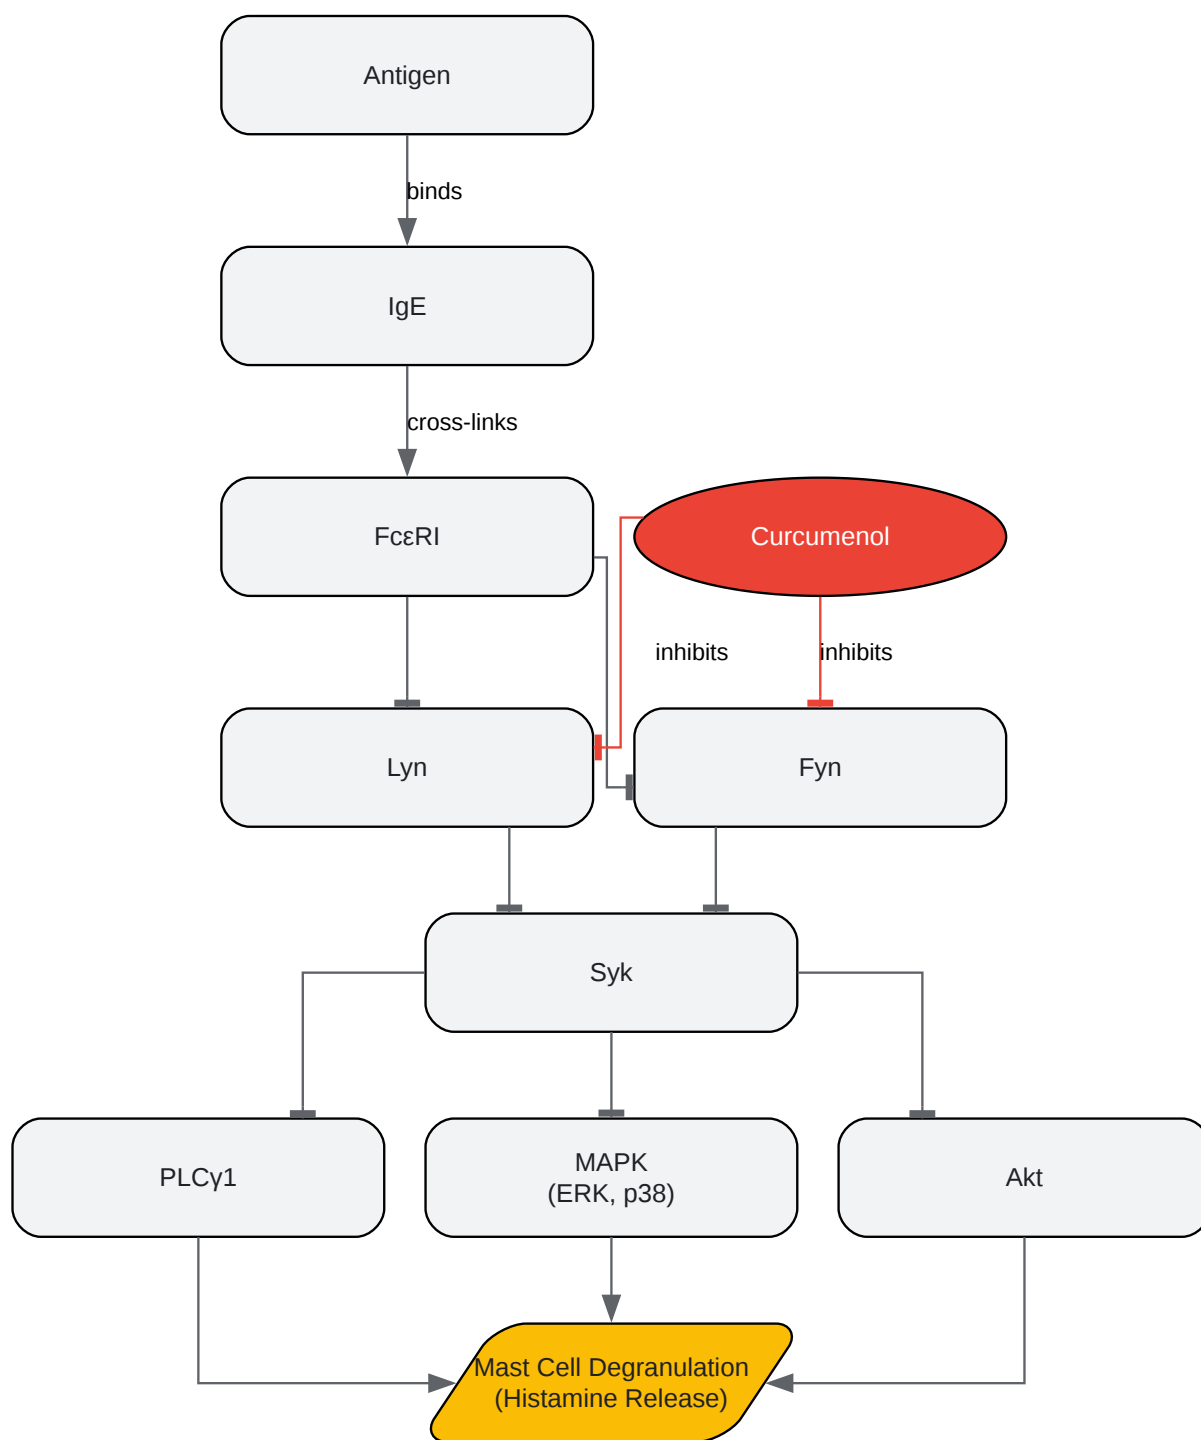 Antigen
binds
IgE
cross-links
FcεRI
Curcumenol
inhibits
inhibits
Lyn
Fyn
Syk
PLCγ1
MAPK
(ERK, p38)
Akt
Mast Cell Degranulation
(Histamine Release)